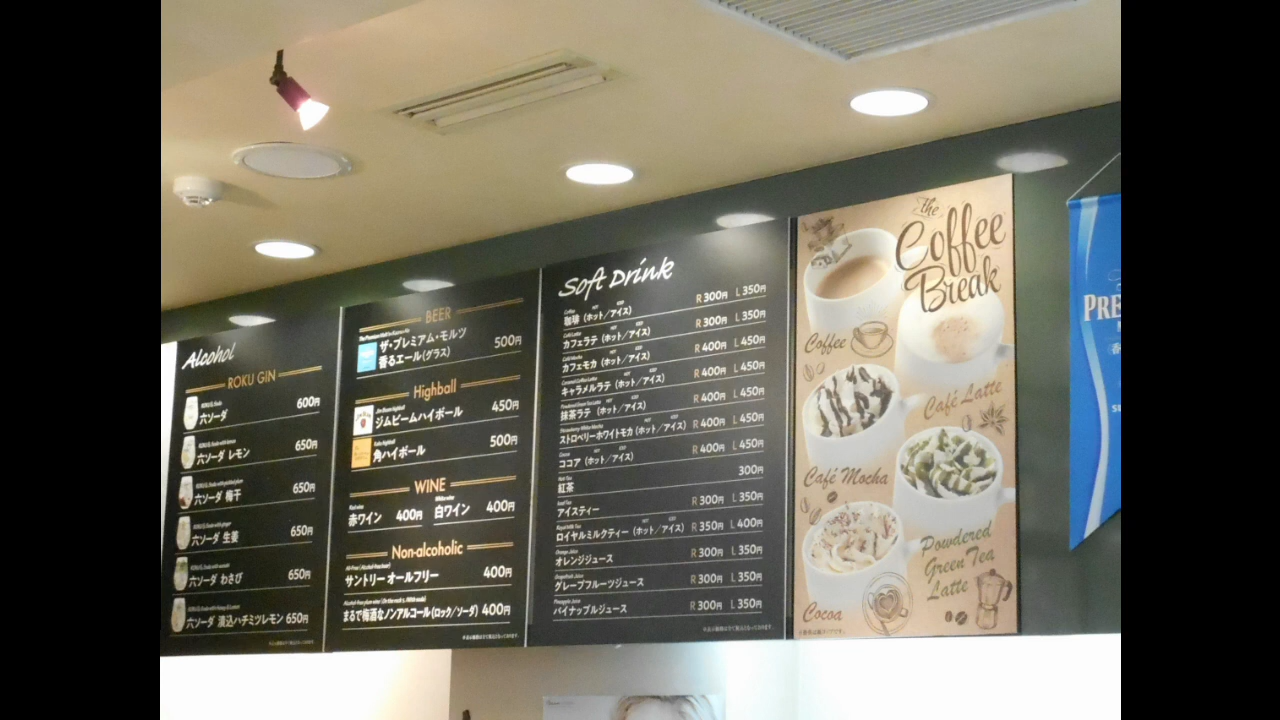 Alcohol
ROKU GIN
六ソーダ 600円
六ソーダ レモン 650円
六ソーダ 梅干 650円
六ソーダ 生姜 650円
六ソーダ わさび 650円
六ソーダ 漬込ハチミツレモン 650円
BEER
ザ・プレミアム・モルツ
香るエール(グラス) 500円
Highball
ジムビームハイボール 450円
角ハイボール 500円
WINE
赤ワイン 400円 白ワイン 400円
Non-alcoholic
サントリーオールフリー 400円
まるで梅酒なノンアルコール(ロック/ソーダ) 400円
Soft Drink
Coffee HOT ICED
珈琲 (ホット/アイス) R 300円 L 350円
カフェラテ (ホット/アイス) R 300円 L 350円
カフェモカ (ホット/アイス) R 400円 L 450円
キャラメルラテ (ホット/アイス) R 400円 L 450円
抹茶ラテ (ホット/アイス) R 400円 L 450円
ストロベリーホワイトモカ (ホット/アイス) R 400円 L 450円
ココア (ホット/アイス) R 400円 L 450円
紅茶 300円
アイスティー R 300円 L 350円
ロイヤルミルクティー (ホット/アイス) R 350円 L 400円
オレンジジュース R 300円 L 350円
グレープフルーツジュース R 300円 L 350円
パイナップルジュース R 300円 L 350円
the
Coffee
Break
Coffee
Café Latte
Café Mocha
Powdered
Green Tea
Latte
Cocoa
PRE
香